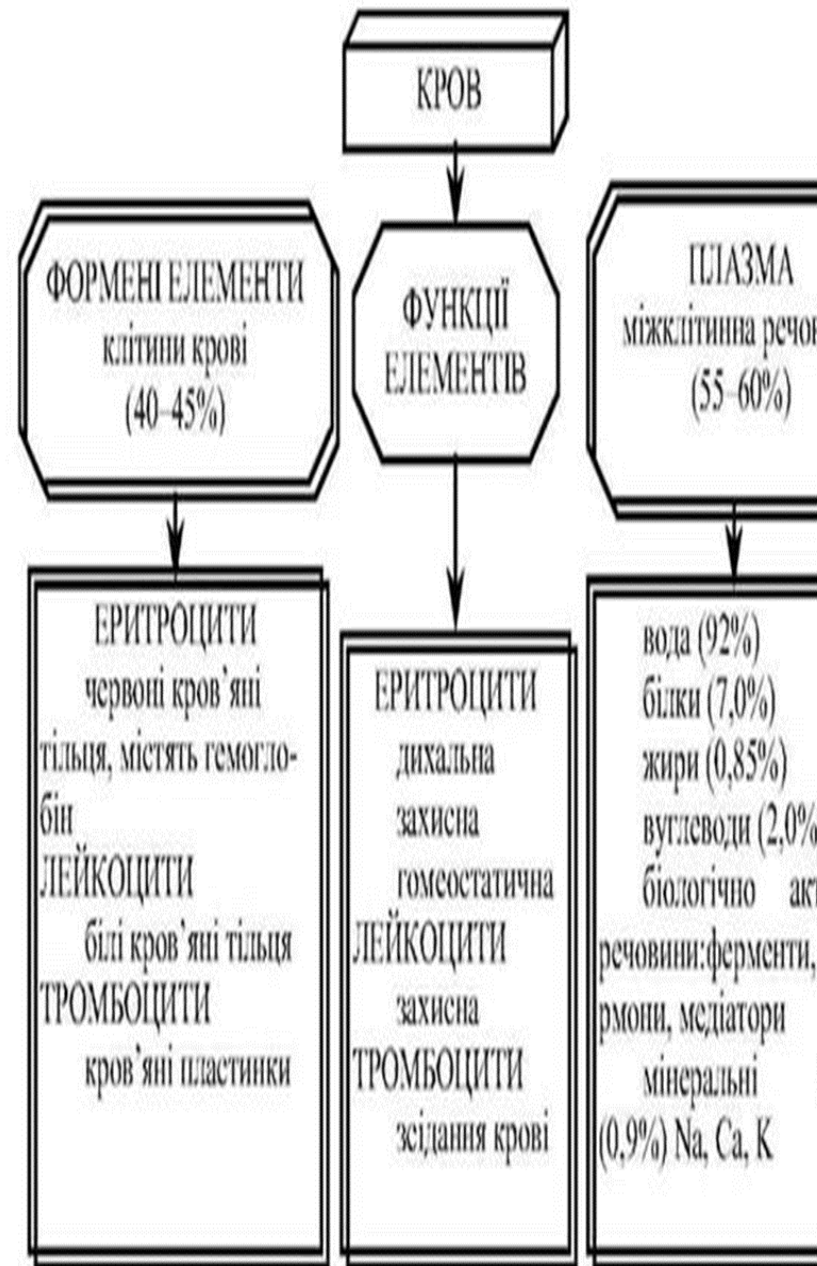 КРОВ
ФОРМЕНІ ЕЛЕМЕНТИ
клітини крові
(40–45%)
ФУНКЦІЇ
ЕЛЕМЕНТІВ
ПЛАЗМА
міжклітинна
(55–60%)
ЕРИТРОЦИТИ
червоні кров’яні
тільця, містять гемогло-
бін
ЛЕЙКОЦИТИ
білі кров’яні тільця
ТРОМБОЦИТИ
кров’яні пластинки
ЕРИТРОЦИТИ
дихальна
захисна
гомеостатична
ЛЕЙКОЦИТИ
захисна
ТРОМБОЦИТИ
зсідання крові
вода (92%)
білки (7,0%)
жири (0,85%)
вуглеводи (2,0%
біологічно
речовини:ферменти,
рмони, медіатори
мінеральні
(0,9%) Na, Ca, K